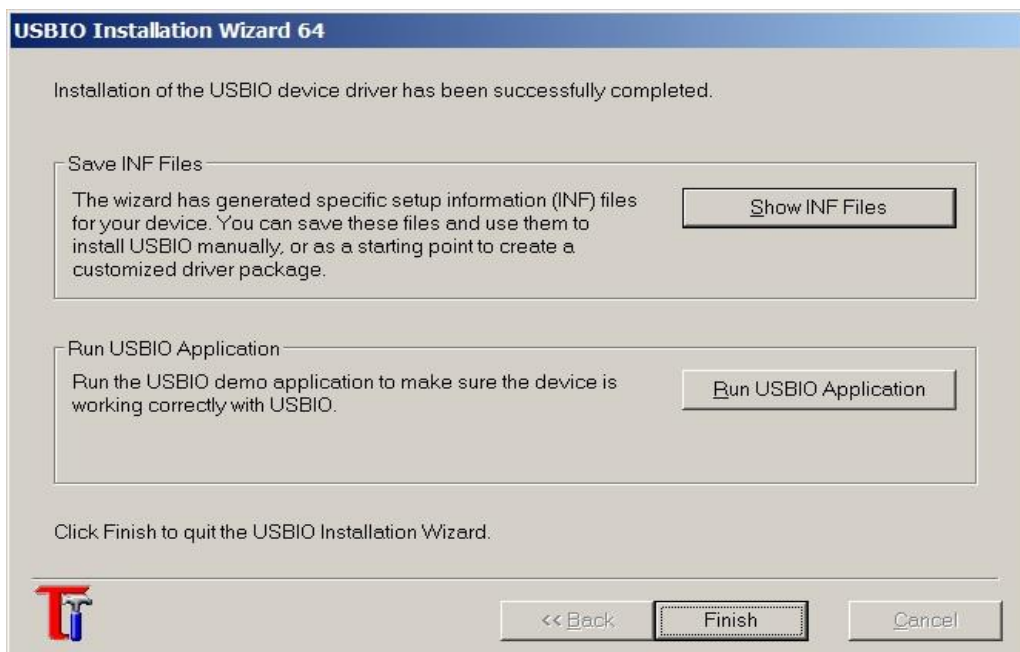 USBIO Installation Wizard 64
Installation of the USBIO device driver has been successfully completed.
Save INF Files
The wizard has generated specific setup information (INF) files
for your device. You can save these files and use them to
install USBIO manually, or as a starting point to create a
customized driver package.
Show INF Files
Run USBIO Application
Run the USBIO demo application to make sure the device is
working correctly with USBIO.
Run USBIO Application
Click Finish to quit the USBIO Installation Wizard.
<< Back
Finish
Cancel